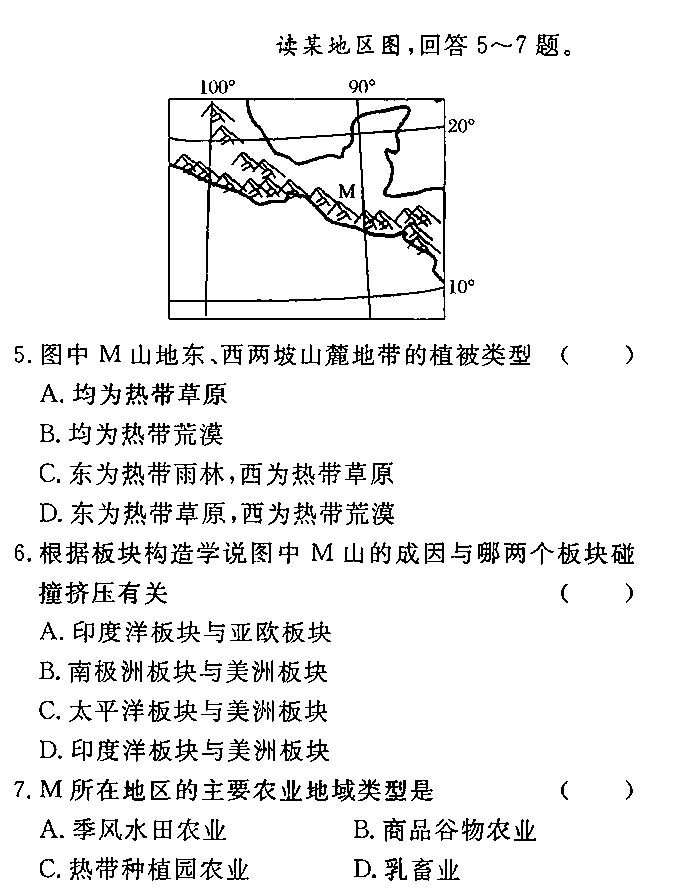 读某地区图,回答 5～7 题。
100° 90°
20°
M
10°
5. 图中 M 山地东、西两坡山麓地带的植被类型 ( )
A. 均为热带草原
B. 均为热带荒漠
C. 东为热带雨林,西为热带草原
D. 东为热带草原,西为热带荒漠
6. 根据板块构造学说图中 M 山的成因与哪两个板块碰
撞挤压有关 ( )
A. 印度洋板块与亚欧板块
B. 南极洲板块与美洲板块
C. 太平洋板块与美洲板块
D. 印度洋板块与美洲板块
7. M 所在地区的主要农业地域类型是 ( )
A. 季风水田农业 B. 商品谷物农业
C. 热带种植园农业 D. 乳畜业